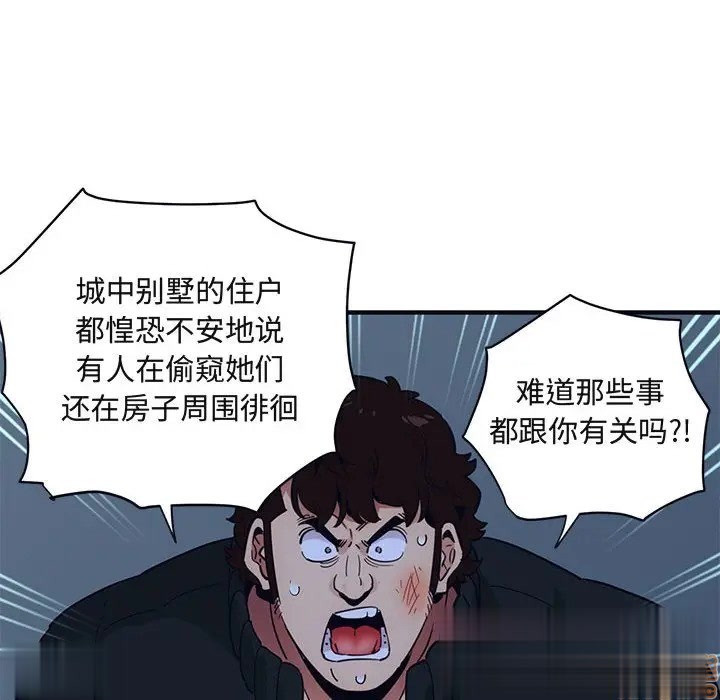 城中别墅的住户
都惶恐不安地说
有人在偷窥她们
还在房子周围徘徊
难道那些事
都跟你有关吗?!